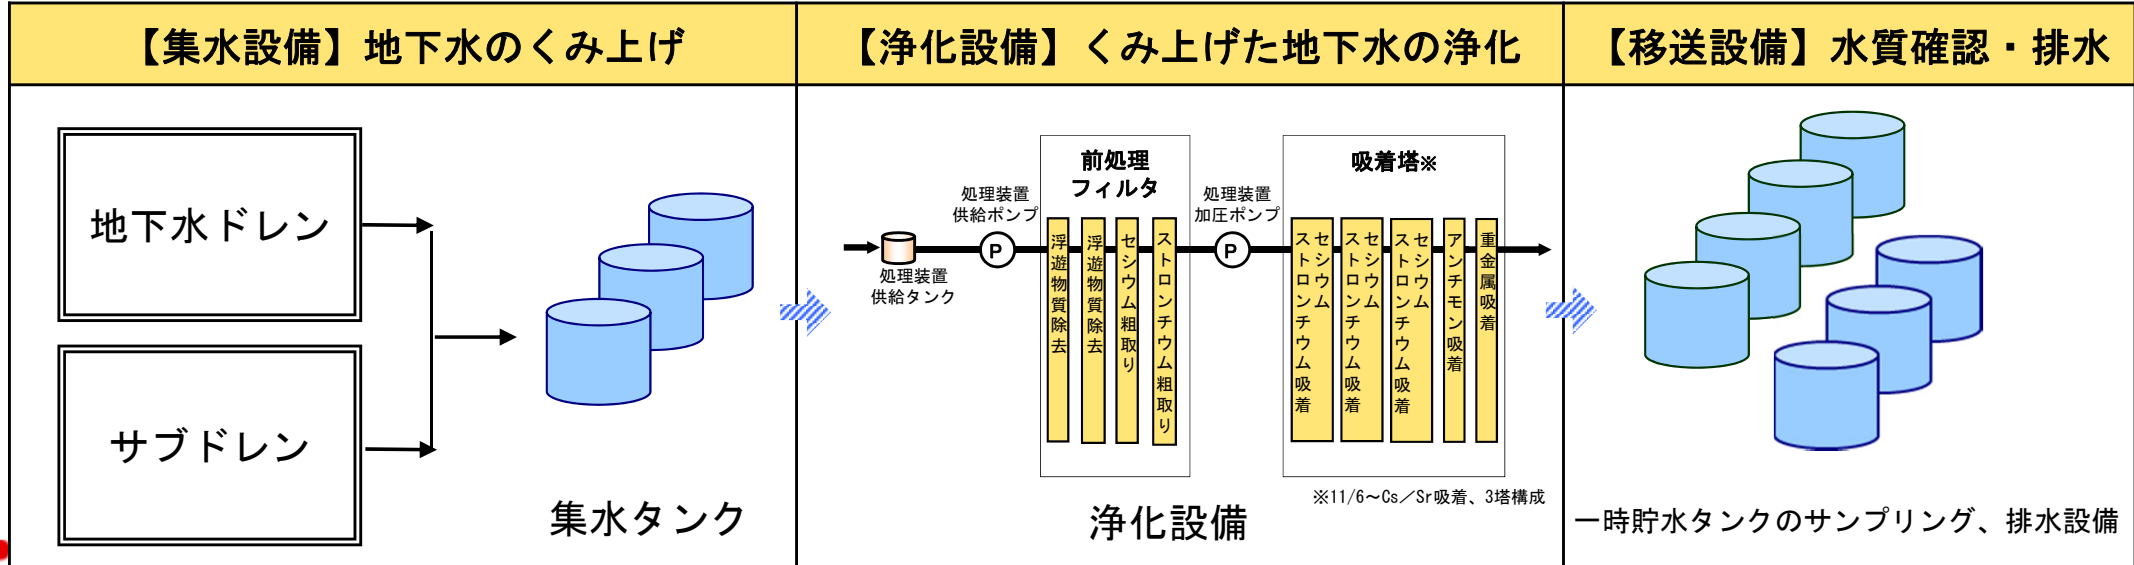 【集水設備】地下水のくみ上げ
【浄化設備】くみ上げた地下水の浄化
【移送設備】水質確認・排水
地下水ドレン
サブドレン
集水タンク
処理装置
供給タンク
処理装置
供給ポンプ
前処理
フィルタ
浮遊物質除去
浮遊物質除去
セシウム粗取り
ストロンチウム粗取り
処理装置
加圧ポンプ
P
P
吸着塔※
セシウム
ストロンチウム吸着
セシウム
ストロンチウム吸着
セシウム
ストロンチウム吸着
アンチモン吸着
重金属吸着
※11/6~Cs/Sr吸着、3塔構成
浄化設備
一時貯水タンクのサンプリング、排水設備